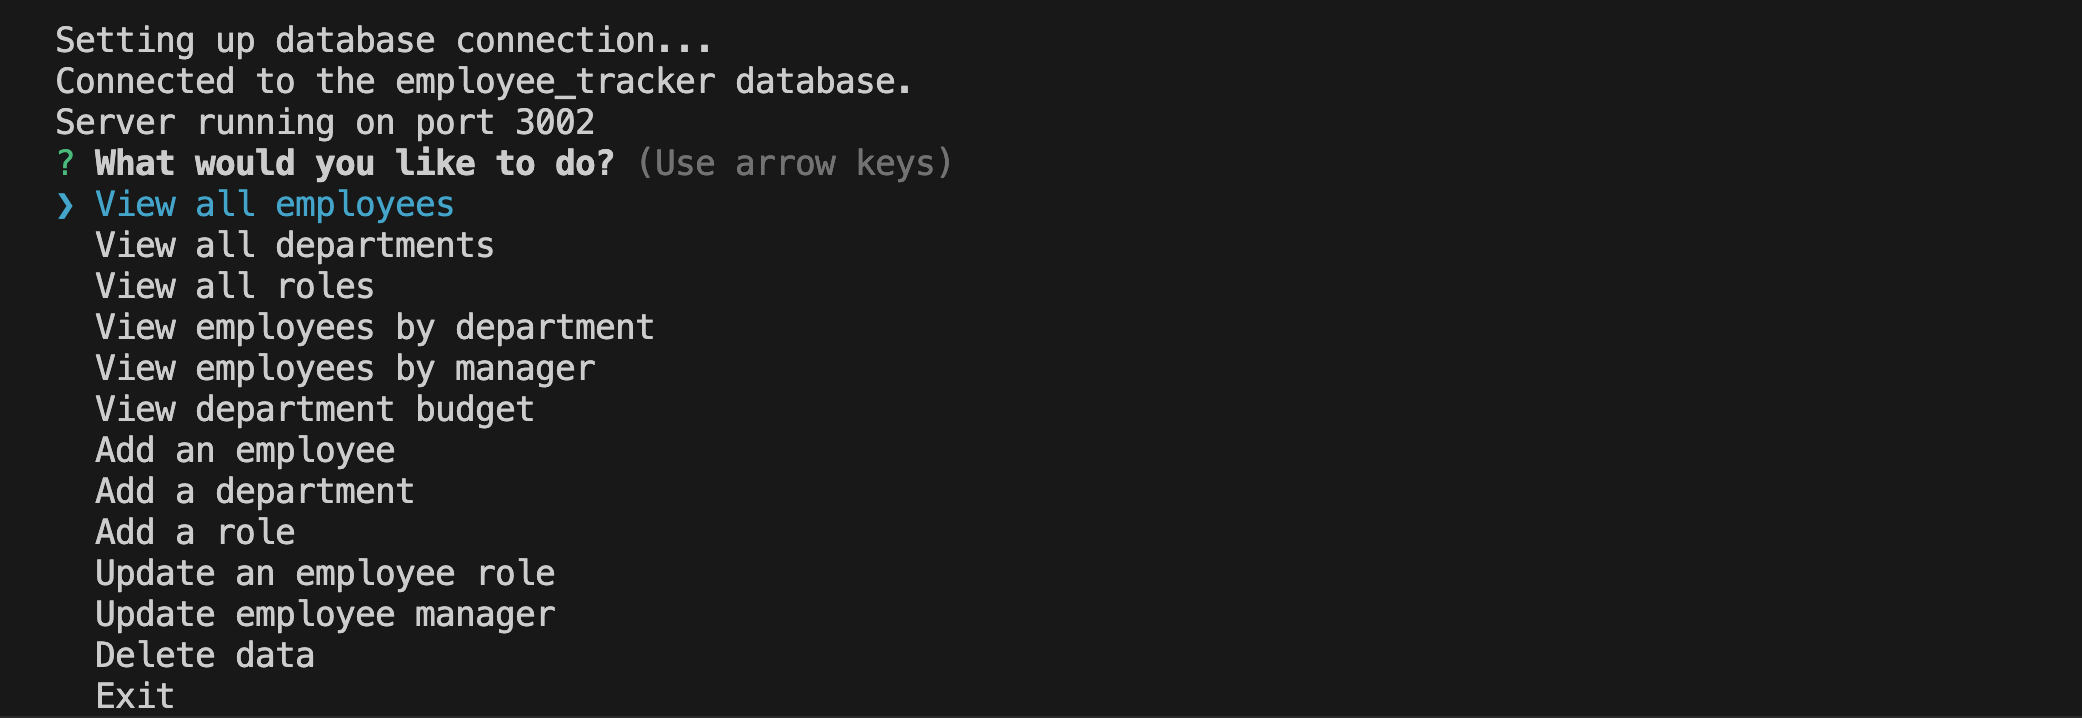 Setting up database connection...
Connected to the employee_tracker database.
Server running on port 3002
? What would you like to do? (Use arrow keys)
❯ View all employees
View all departments
View all roles
View employees by department
View employees by manager
View department budget
Add an employee
Add a department
Add a role
Update an employee role
Update employee manager
Delete data
Exit